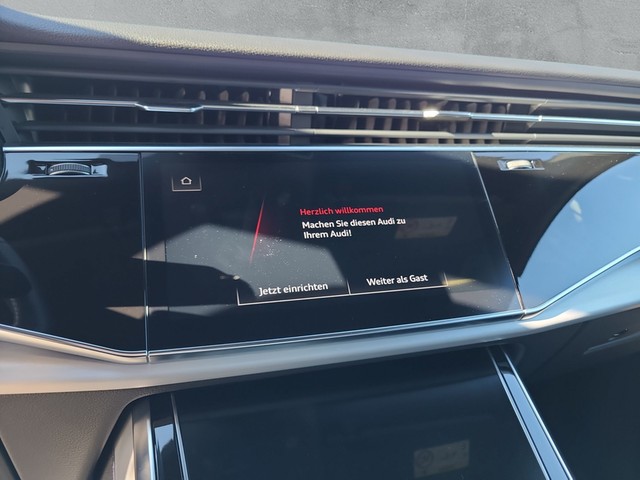 Herzlich willkommen
Machen Sie diesen Audi zu
Ihrem Audi!
Jetzt einrichten
Weiter als Gast